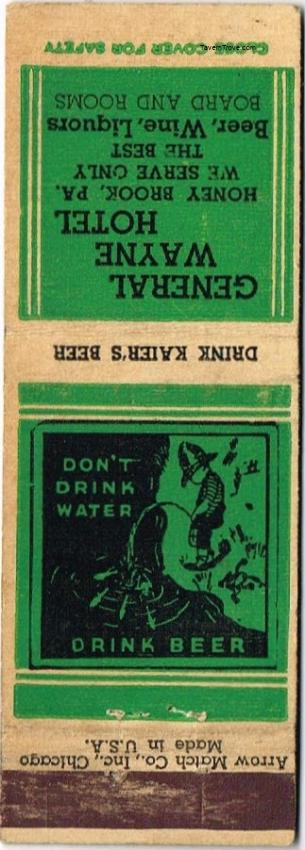 TavernTrove.com
CLOSE COVER FOR SAFETY
GENERAL
WAYNE
HOTEL
HONEY BROOK, PA.
WE SERVE ONLY
THE BEST
Beer, Wine, Liquors
BOARD AND ROOMS
DRINK KAIER'S BEER
DON'T
DRINK
WATER
DRINK BEER
Arrow Match Co., Inc., Chicago
Made in U.S.A.